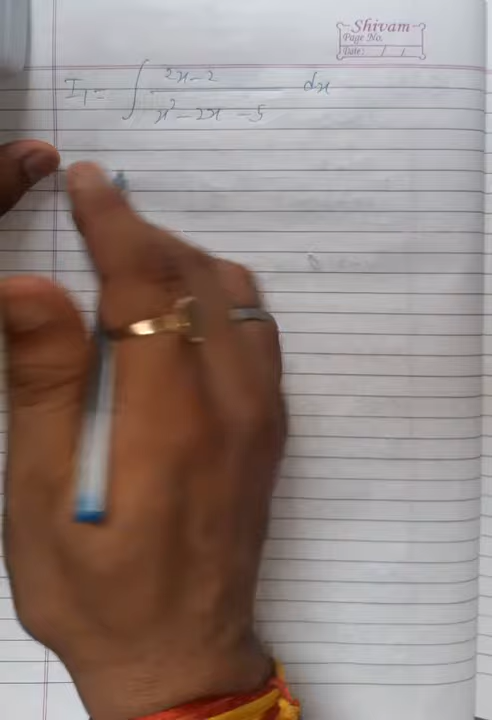 Shivam
Page No.
Date: / /
I₁ = ∫ (2x-2)/(x²-2x-5) dx